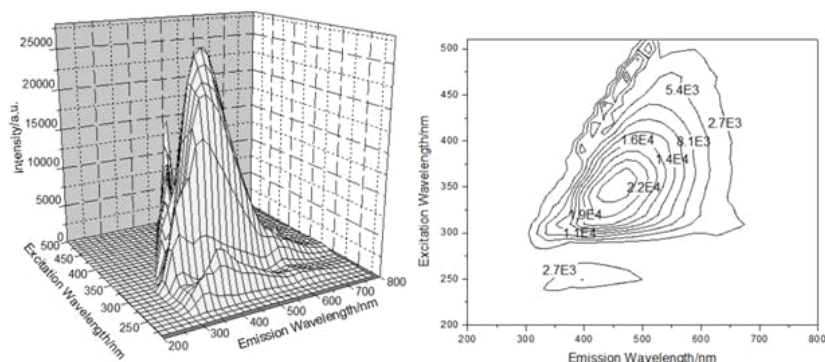 25000
20000
15000
10000
5000
0
Intensity/a.u.
500
450
400
350
300
250
Excitation Wavelength/nm
200
300
400
500
600
700
800
Emission Wavelength/nm
500
450
400
350
300
250
200
Excitation Wavelength/nm
5.4E3
2.7E3
1.6E4
8.1E3
1.4E4
2.2E4
1.9E4
1.1E4
2.7E3
200 300 400 500 600 700 800
Emission Wavelength/nm